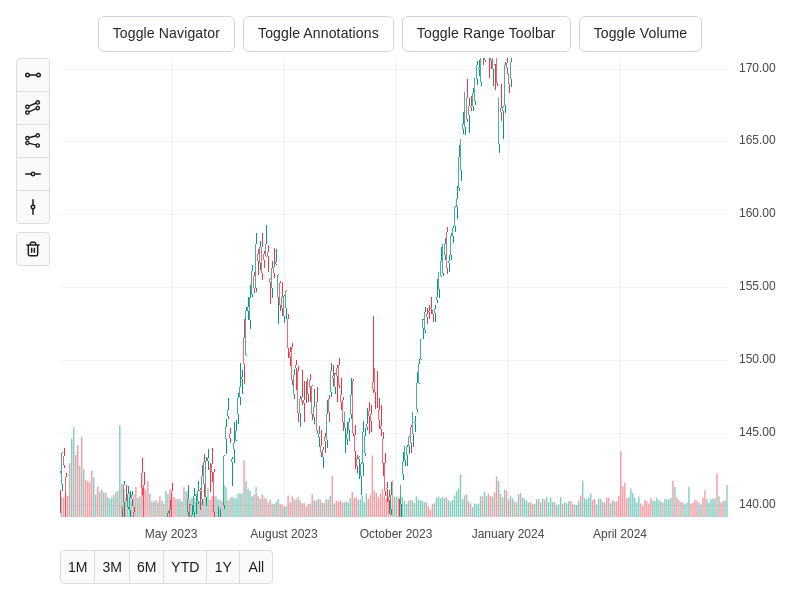 Toggle Navigator Toggle Annotations Toggle Range Toolbar Toggle Volume
170.00
165.00
160.00
155.00
150.00
145.00
140.00
May 2023 August 2023 October 2023 January 2024 April 2024
1M 3M 6M YTD 1Y All